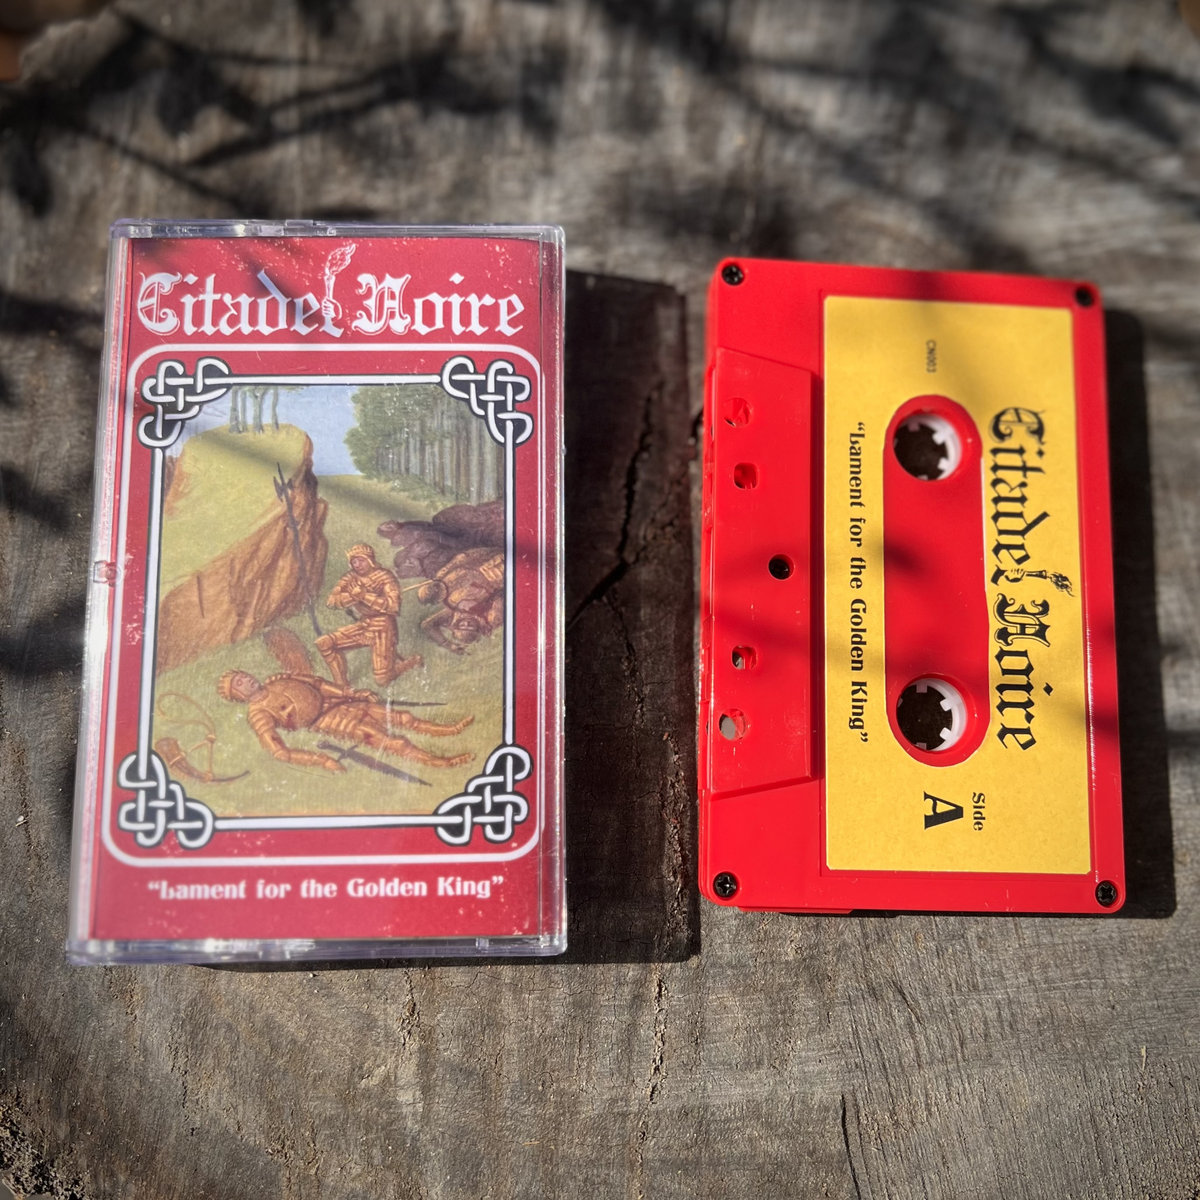 Citadel Noire
“Lament for the Golden King”
CN003
Citadel Noire
“Lament for the Golden King”
Side
A